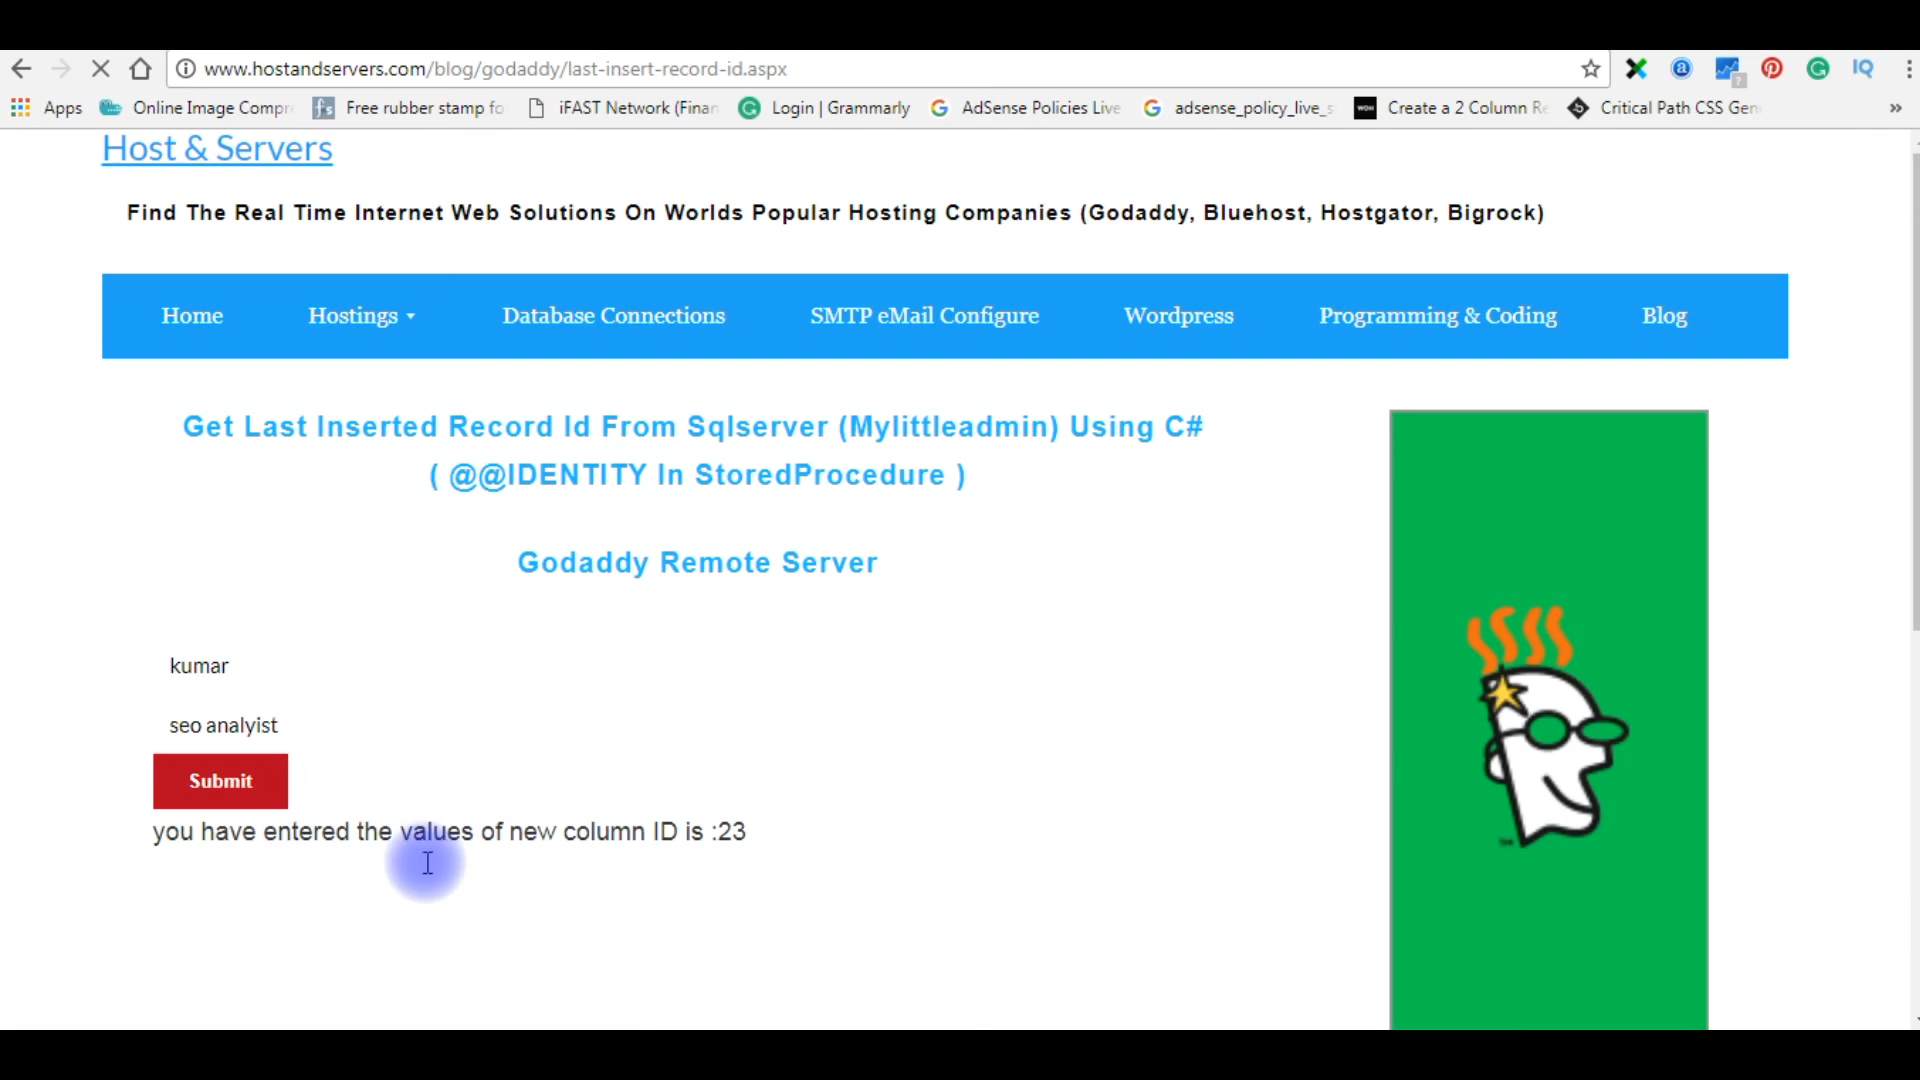 www.hostandservers.com/blog/godaddy/last-insert-record-id.aspx
Apps Online Image Compr Free rubber stamp fo iFAST Network (Finan Login | Grammarly AdSense Policies Live adsense_policy_live_s Create a 2 Column Re Critical Path CSS Gen »
Host & Servers
Find The Real Time Internet Web Solutions On Worlds Popular Hosting Companies (Godaddy, Bluehost, Hostgator, Bigrock)
Home Hostings Database Connections SMTP eMail Configure Wordpress Programming & Coding Blog
Get Last Inserted Record Id From Sqlserver (Mylittleadmin) Using C#
( @@IDENTITY In StoredProcedure )
Godaddy Remote Server
kumar
seo analyist
Submit
you have entered the values of new column ID is :23